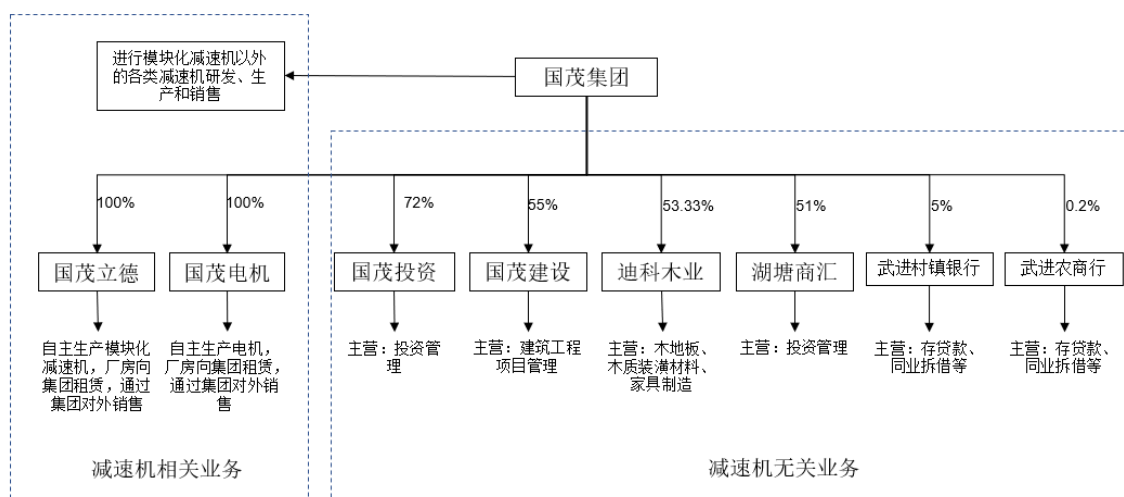 进行模块化减速机以外
的各类减速机研发、生
产和销售
国茂集团
100%
100%
72%
55%
53.33%
51%
5%
0.2%
国茂立德
国茂电机
国茂投资
国茂建设
迪科木业
湖塘商汇
武进村镇银行
武进农商行
自主生产模块化
减速机，厂房向
集团租赁，通过
集团对外销售
自主生产电机，
厂房向集团租赁，
通过集团对外销
售
主营：投资管
理
主营：建筑工程
项目管理
主营：木地板、
木质装潢材料、
家具制造
主营：投资管理
主营：存贷款、
同业拆借等
主营：存贷款、
同业拆借等
减速机相关业务
减速机无关业务